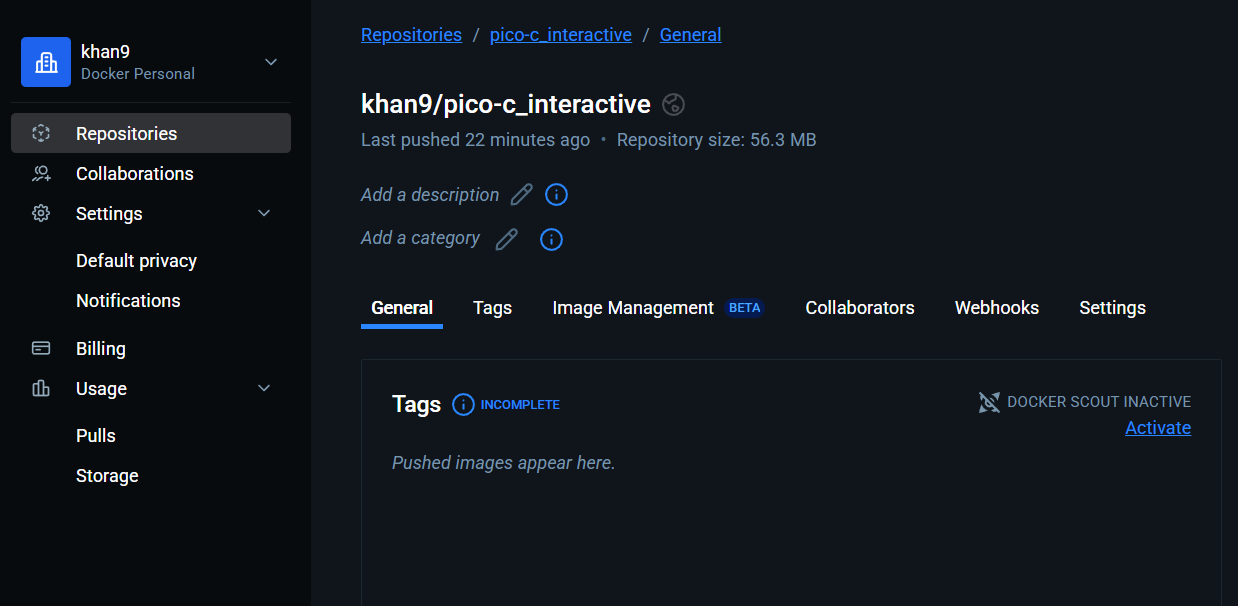 khan9
Docker Personal
Repositories
Collaborations
Settings
Default privacy
Notifications
Billing
Usage
Pulls
Storage
Repositories / pico-c_interactive / General
khan9/pico-c_interactive
Last pushed 22 minutes ago • Repository size: 56.3 MB
Add a description
Add a category
General Tags Image Management BETA Collaborators Webhooks Settings
Tags INCOMPLETE
DOCKER SCOUT INACTIVE
Activate
Pushed images appear here.